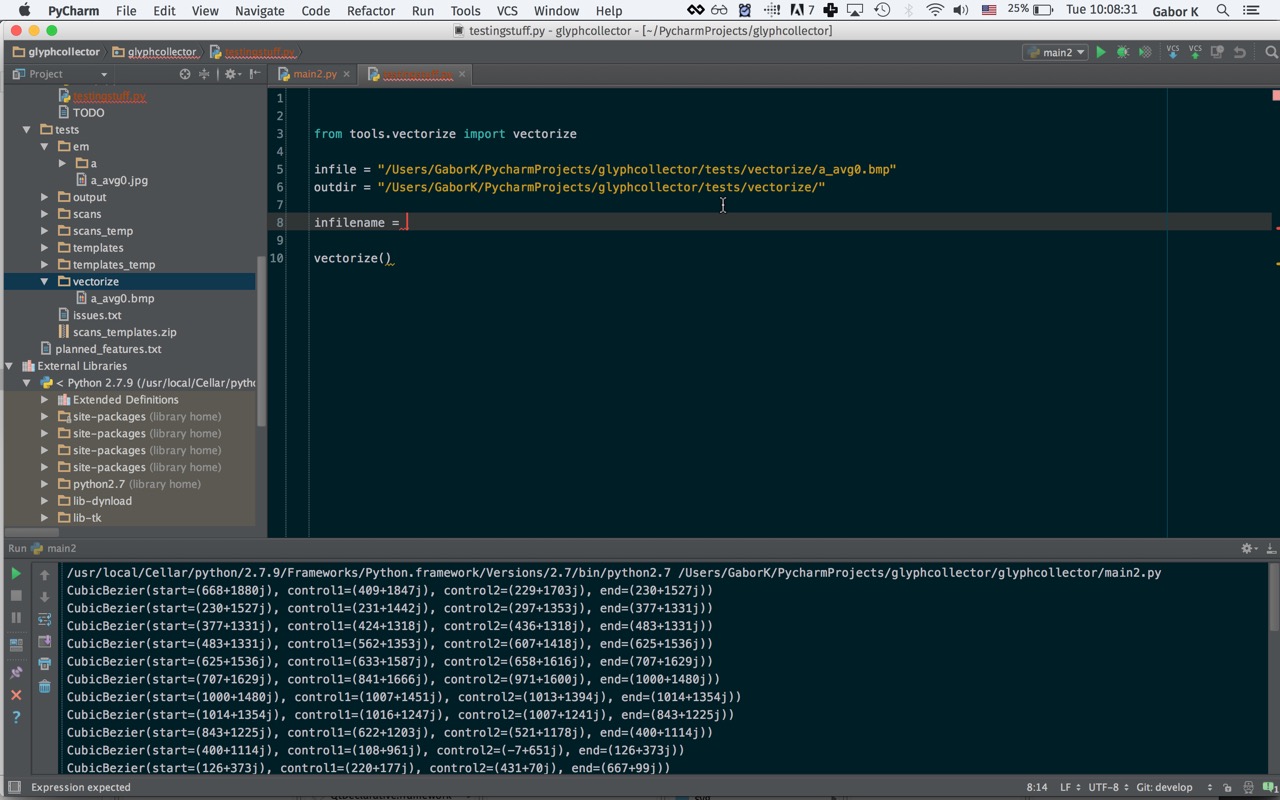 PyCharm File Edit View Navigate Code Refactor Run Tools VCS Window Help 7 25% Tue 10:08:31 Gabor K
testingstuff.py - glyphcollector - [~/PycharmProjects/glyphcollector]
glyphcollector glyphcollector testingstuff.py main2 VCS VCS
Project main2.py testingstuff.py
testingstuff.py
TODO
tests
em
a
a_avg0.jpg
output
scans
scans_temp
templates
templates_temp
vectorize
a_avg0.bmp
issues.txt
scans_templates.zip
planned_features.txt
External Libraries
< Python 2.7.9 (/usr/local/Cellar/pytho
Extended Definitions
site-packages (library home)
site-packages (library home)
site-packages (library home)
site-packages (library home)
python2.7 (library home)
lib-dynload
lib-tk
1
2
3 from tools.vectorize import vectorize
4
5 infile = "/Users/GaborK/PycharmProjects/glyphcollector/tests/vectorize/a_avg0.bmp"
6 outdir = "/Users/GaborK/PycharmProjects/glyphcollector/tests/vectorize/"
7
8 infilename =
9
10 vectorize()
Run main2
/usr/local/Cellar/python/2.7.9/Frameworks/Python.framework/Versions/2.7/bin/python2.7 /Users/GaborK/PycharmProjects/glyphcollector/glyphcollector/main2.py
CubicBezier(start=(668+1880j), control1=(409+1847j), control2=(229+1703j), end=(230+1527j))
CubicBezier(start=(230+1527j), control1=(231+1442j), control2=(297+1353j), end=(377+1331j))
CubicBezier(start=(377+1331j), control1=(424+1318j), control2=(436+1318j), end=(483+1331j))
CubicBezier(start=(483+1331j), control1=(562+1353j), control2=(607+1418j), end=(625+1536j))
CubicBezier(start=(625+1536j), control1=(633+1587j), control2=(658+1616j), end=(707+1629j))
CubicBezier(start=(707+1629j), control1=(841+1666j), control2=(971+1600j), end=(1000+1480j))
CubicBezier(start=(1000+1480j), control1=(1007+1451j), control2=(1013+1394j), end=(1014+1354j))
CubicBezier(start=(1014+1354j), control1=(1016+1247j), control2=(1007+1241j), end=(843+1225j))
CubicBezier(start=(843+1225j), control1=(622+1203j), control2=(521+1178j), end=(400+1114j))
CubicBezier(start=(400+1114j), control1=(108+961j), control2=(-7+651j), end=(126+373j))
CubicBezier(start=(126+373j), control1=(220+177j), control2=(431+70j), end=(667+99j))
Expression expected 8:14 LF UTF-8 Git: develop